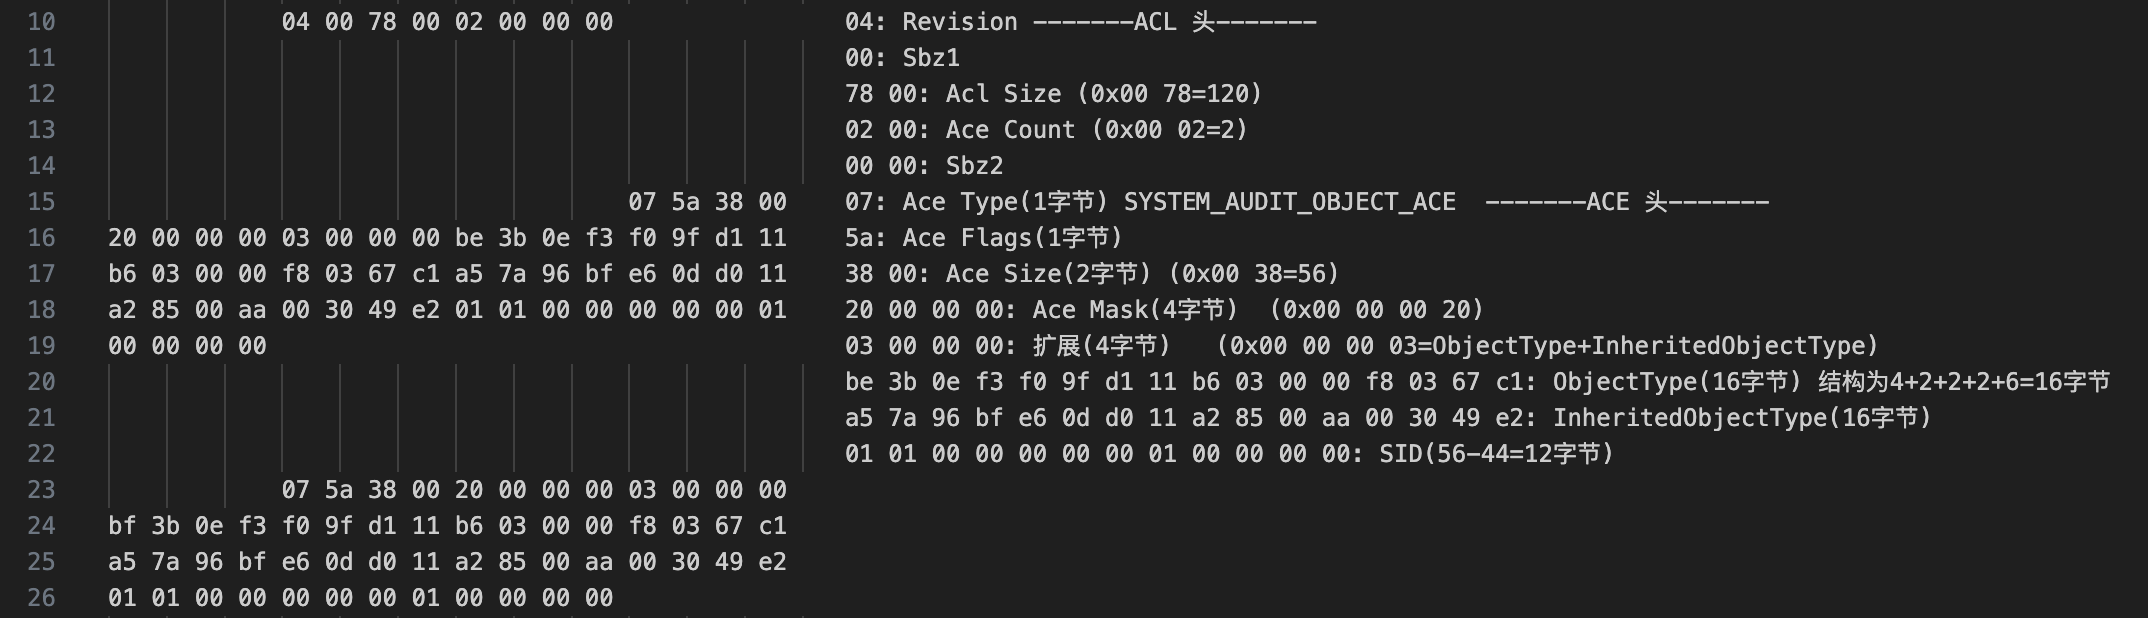 10 04 00 78 00 02 00 00 00 04: Revision -------ACL 头-------
11 00: Sbz1
12 78 00: Acl Size (0x00 78=120)
13 02 00: Ace Count (0x00 02=2)
14 00 00: Sbz2
15 07 5a 38 00 07: Ace Type(1字节) SYSTEM_AUDIT_OBJECT_ACE -------ACE 头-------
16 20 00 00 00 03 00 00 00 be 3b 0e f3 f0 9f d1 11 5a: Ace Flags(1字节)
17 b6 03 00 00 f8 03 67 c1 a5 7a 96 bf e6 0d d0 11 38 00: Ace Size(2字节) (0x00 38=56)
18 a2 85 00 aa 00 30 49 e2 01 01 00 00 00 00 00 01 20 00 00 00: Ace Mask(4字节) (0x00 00 00 20)
19 00 00 00 00 03 00 00 00: 扩展(4字节) (0x00 00 00 03=ObjectType+InheritedObjectType)
20 be 3b 0e f3 f0 9f d1 11 b6 03 00 00 f8 03 67 c1: ObjectType(16字节) 结构为4+2+2+2+6=16字节
21 a5 7a 96 bf e6 0d d0 11 a2 85 00 aa 00 30 49 e2: InheritedObjectType(16字节)
22 01 01 00 00 00 00 00 01 00 00 00 00: SID(56-44=12字节)
23 07 5a 38 00 20 00 00 00 03 00 00 00
24 bf 3b 0e f3 f0 9f d1 11 b6 03 00 00 f8 03 67 c1
25 a5 7a 96 bf e6 0d d0 11 a2 85 00 aa 00 30 49 e2
26 01 01 00 00 00 00 00 01 00 00 00 00